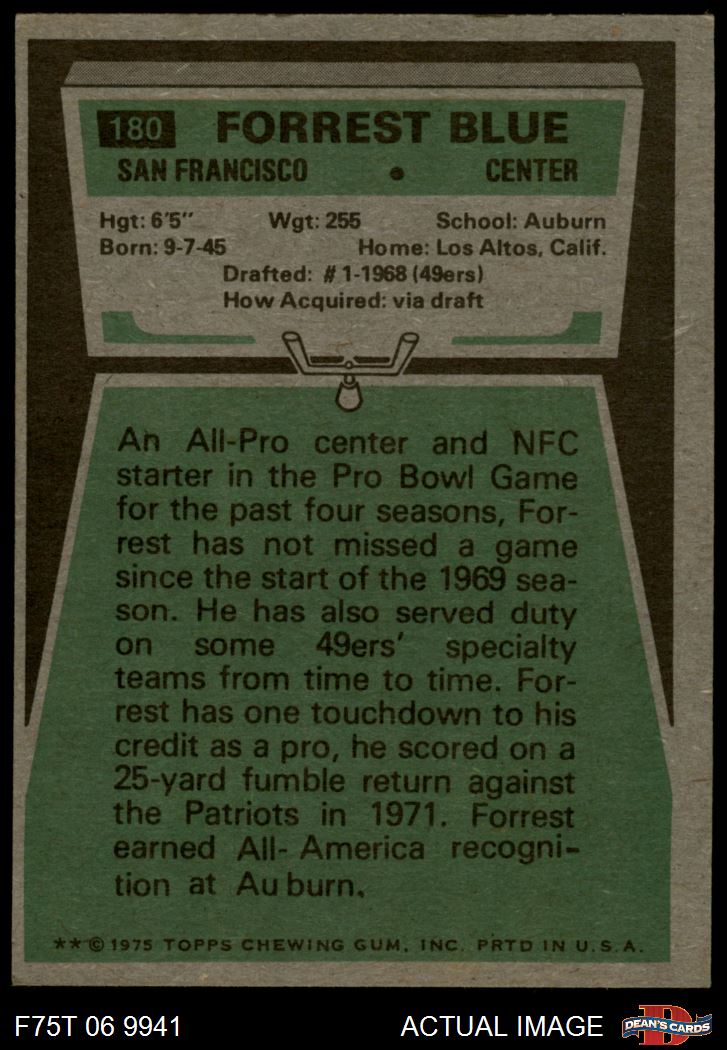 180 FORREST BLUE
SAN FRANCISCO • CENTER
Hgt: 6'5" Wgt: 255 School: Auburn
Born: 9-7-45 Home: Los Altos, Calif.
Drafted: #1-1968 (49ers)
How Acquired: via draft
An All-Pro center and NFC
starter in the Pro Bowl Game
for the past four seasons, For-
rest has not missed a game
since the start of the 1969 sea-
son. He has also served duty
on some 49ers' specialty
teams from time to time. For-
rest has one touchdown to his
credit as a pro, he scored on a
25-yard fumble return against
the Patriots in 1971. Forrest
earned All- America recogni-
tion at Au burn.
**©1975 TOPPS CHEWING GUM, INC. PRTD IN U.S.A.
F75T 06 9941 ACTUAL IMAGE D DEAN'S CARDS